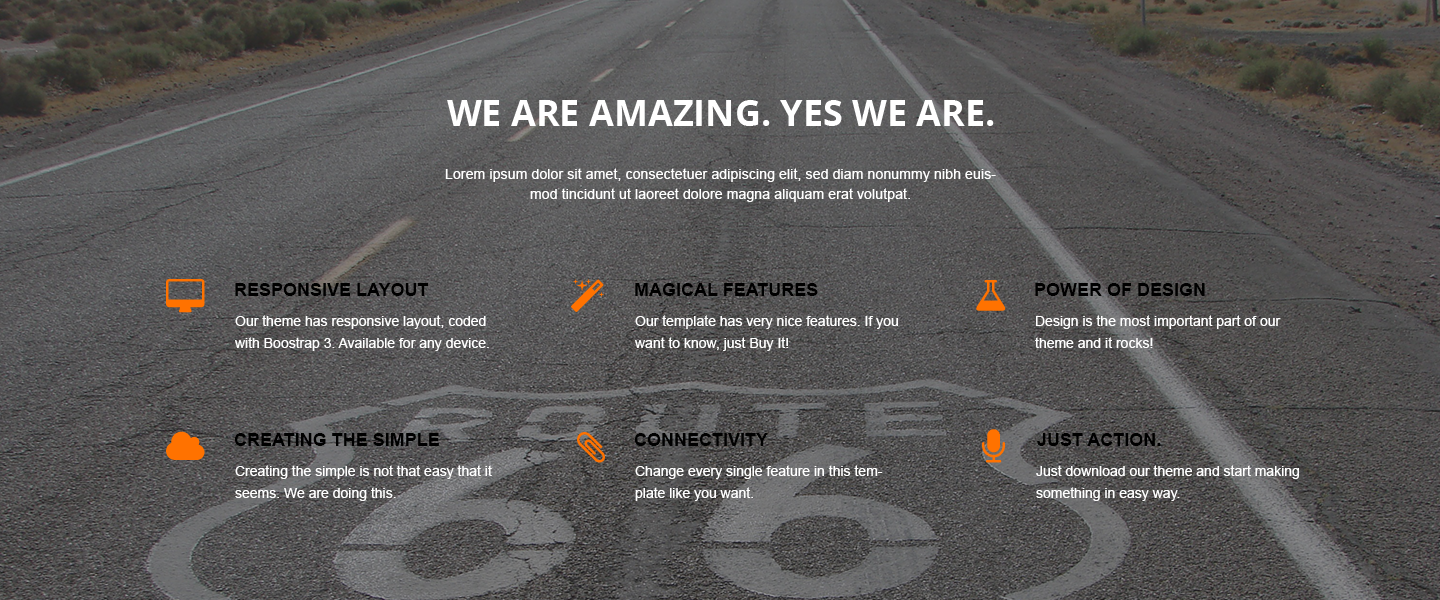 WE ARE AMAZING. YES WE ARE.
Lorem ipsum dolor sit amet, consectetuer adipiscing elit, sed diam nonummy nibh euis-
mod tincidunt ut laoreet dolore magna aliquam erat volutpat.
RESPONSIVE LAYOUT
Our theme has responsive layout, coded
with Boostrap 3. Available for any device.
MAGICAL FEATURES
Our template has very nice features. If you
want to know, just Buy It!
POWER OF DESIGN
Design is the most important part of our
theme and it rocks!
CREATING THE SIMPLE
Creating the simple is not that easy that it
seems. We are doing this.
CONNECTIVITY
Change every single feature in this tem-
plate like you want.
JUST ACTION.
Just download our theme and start making
something in easy way.
ROUTE
66